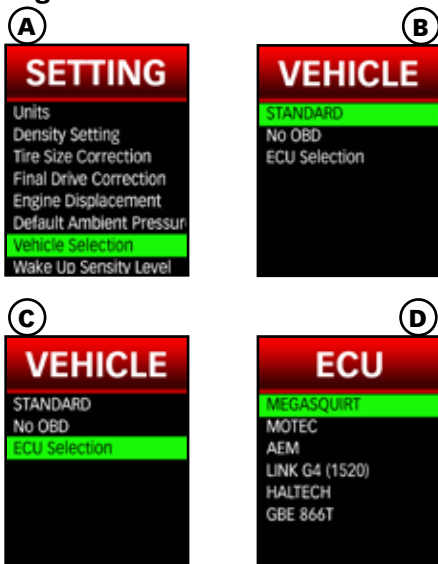 A
SETTING
Units
Density Setting
Tire Size Correction
Final Drive Correction
Engine Displacement
Default Ambient Pressur
Vehicle Selection
Wake Up Sensity Level
B
VEHICLE
STANDARD
No OBD
ECU Selection
C
VEHICLE
STANDARD
No OBD
ECU Selection
D
ECU
MEGASQUIRT
MOTEC
AEM
LINK G4 (1520)
HALTECH
GBE 866T